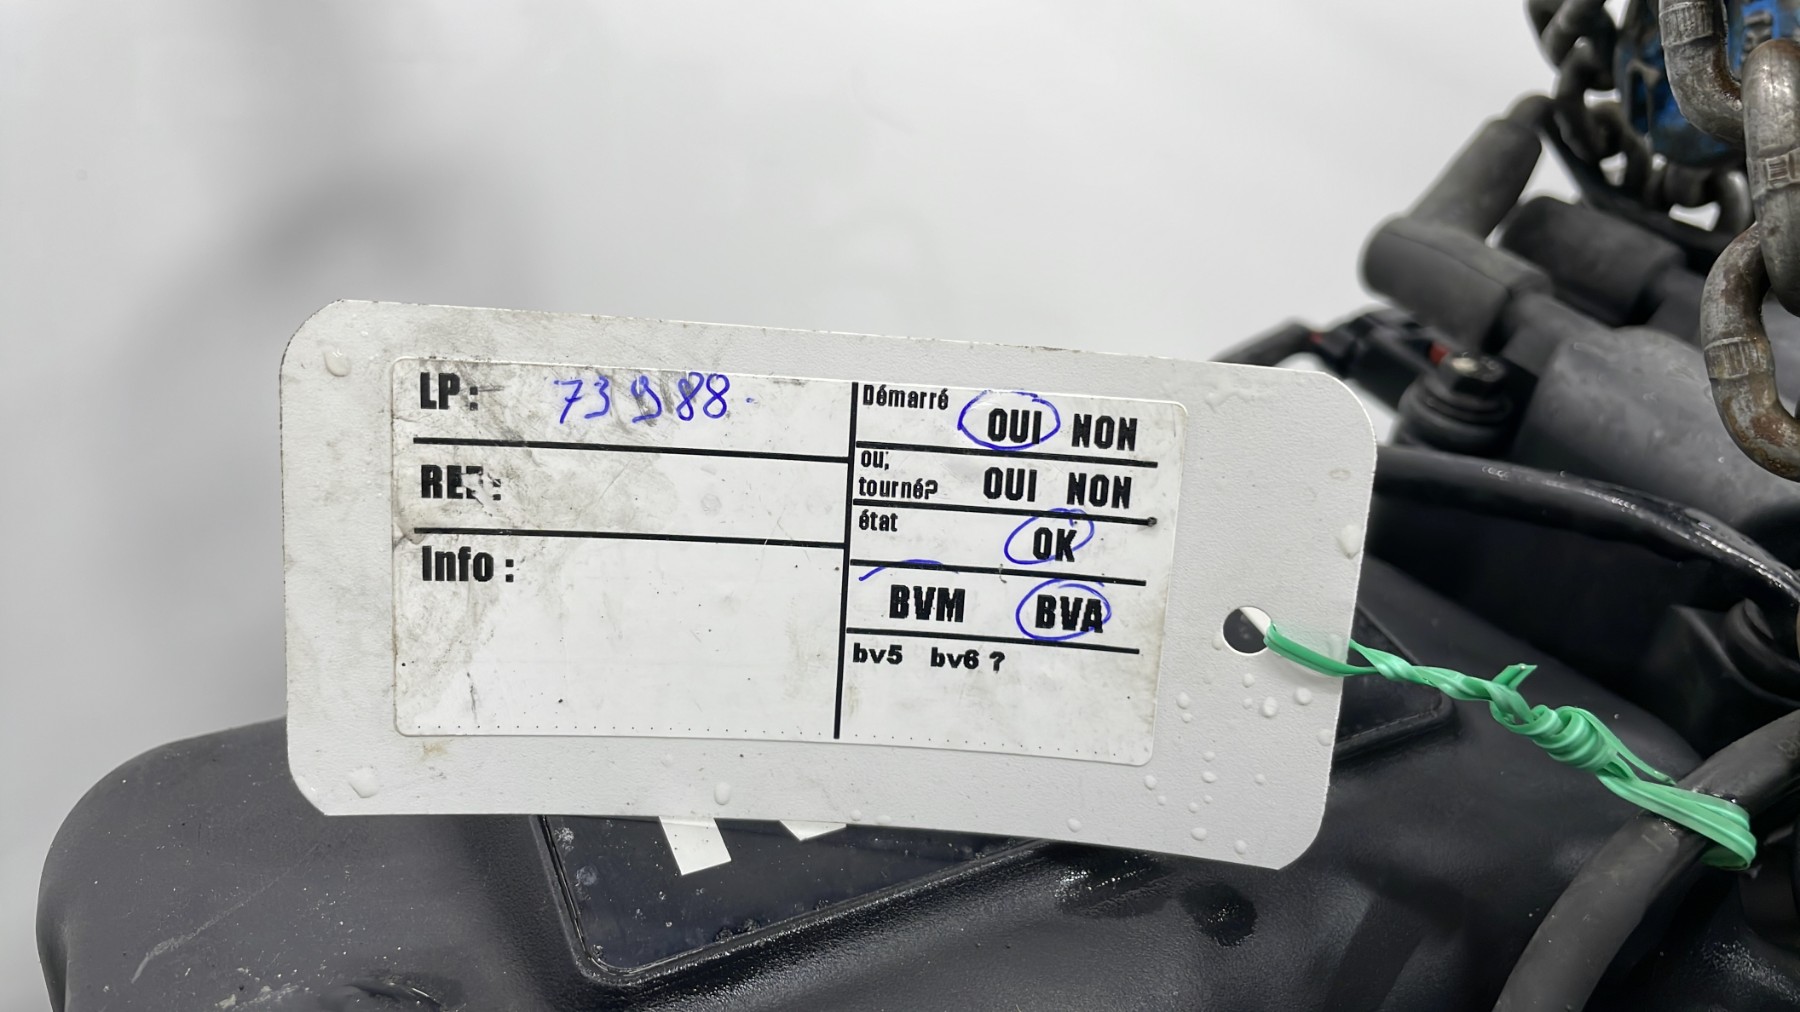 LP: 73988.
REF:
Info :
Démarré OUI NON
ou;
tourné? OUI NON
état OK
BVM BVA
bv5 bv6 ?